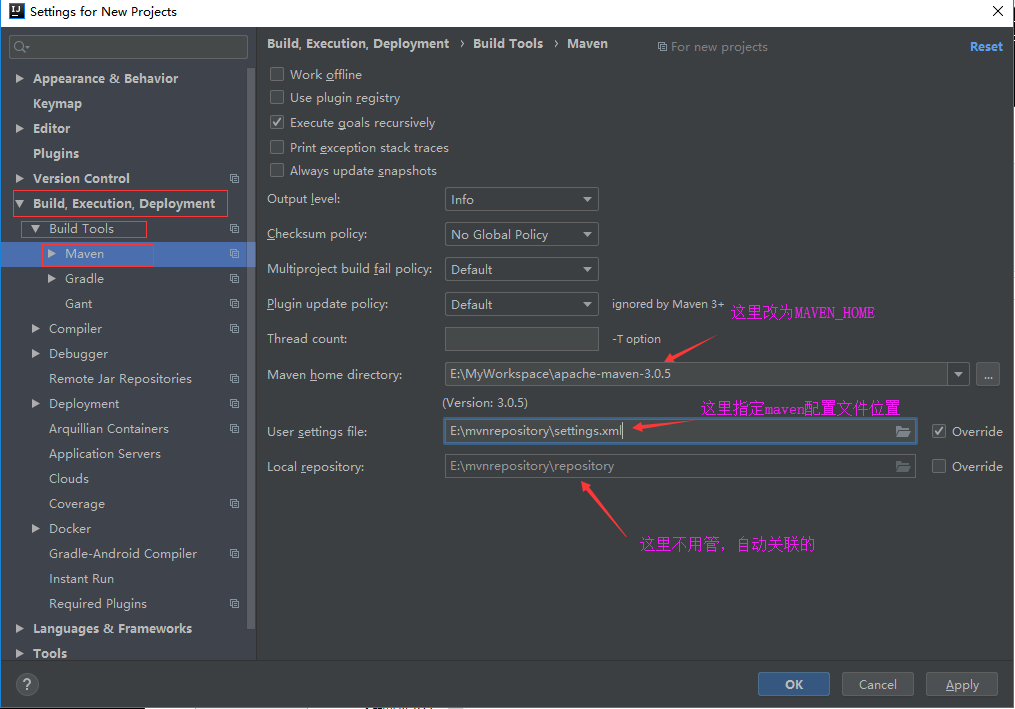 Settings for New Projects
Build, Execution, Deployment › Build Tools › Maven
For new projects
Reset
Appearance & Behavior
Keymap
Editor
Plugins
Version Control
Build, Execution, Deployment
Build Tools
Maven
Gradle
Gant
Compiler
Debugger
Remote Jar Repositories
Deployment
Arquillian Containers
Application Servers
Clouds
Coverage
Docker
Gradle-Android Compiler
Instant Run
Required Plugins
Languages & Frameworks
Tools
Work offline
Use plugin registry
Execute goals recursively
Print exception stack traces
Always update snapshots
Output level: Info
Checksum policy: No Global Policy
Multiproject build fail policy: Default
Plugin update policy: Default ignored by Maven 3+
这里改为MAVEN_HOME
Thread count: -T option
Maven home directory: E:\MyWorkspace\apache-maven-3.0.5 ...
(Version: 3.0.5)
这里指定maven配置文件位置
User settings file: E:\mvnrepository\settings.xml Override
Local repository: E:\mvnrepository\repository Override
这里不用管，自动关联的
?
OK Cancel Apply